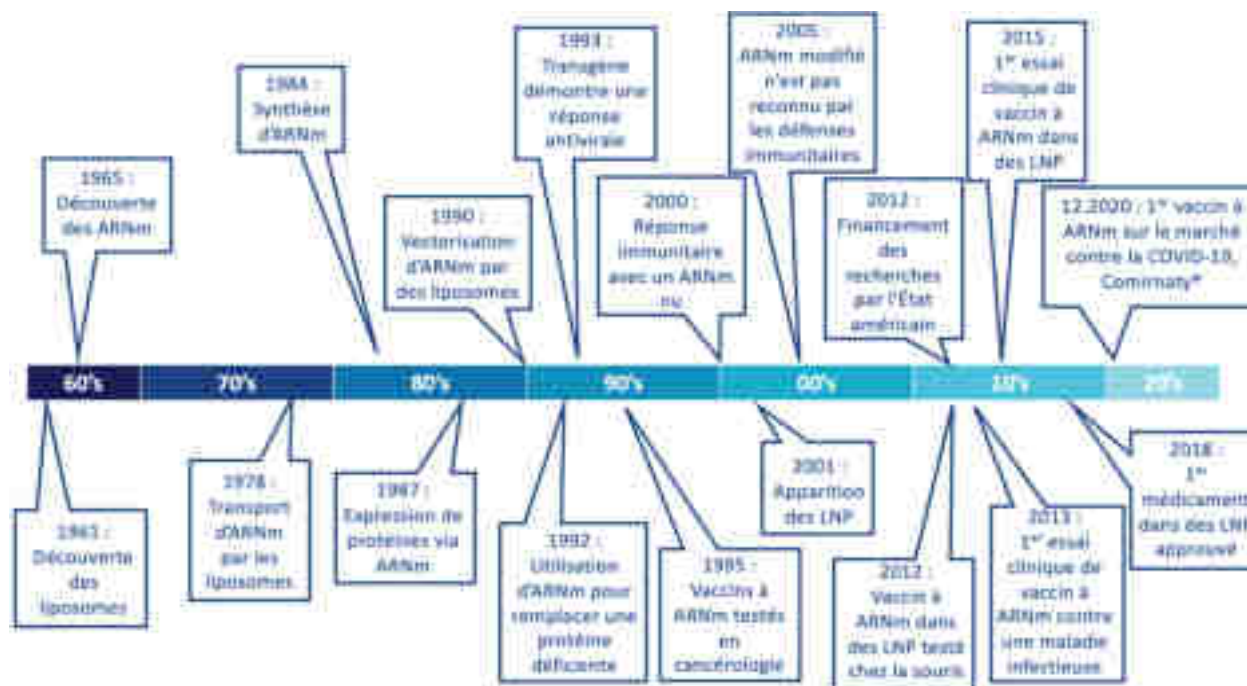 1965 :
Découverte
des ARNm
1984 :
Synthèse
d'ARNm
1990 :
Vectorisation
d'ARNm par
des liposomes
1993 :
Transgène
démontre une
réponse
antivirale
2000 :
Réponse
immunitaire
avec un ARNm
nu
2005 :
ARNm modifié
n'est pas
reconnu par
les défenses
immunitaires
2012 :
Financement
des
recherches
par l'État
américain
2015 :
1er essai
clinique de
vaccin à
ARNm dans
des LNP
12.2020 : 1er vaccin à
ARNm sur le marché
contre la COVID-19,
Comirnaty®
60's 70's 80's 90's 00's 10's 20's
1961 :
Découverte
des
liposomes
1978 :
Transport
d'ARNm
par les
liposomes
1987 :
Expression de
protéines via
ARNm
1992 :
Utilisation
d'ARNm pour
remplacer une
protéine
déficiente
1995 :
Vaccins à
ARNm testés
en
cancérologie
2001 :
Apparition
des LNP
2012 :
Vaccin à
ARNm dans
des LNP testé
chez la souris
2013 :
1er essai
clinique de
vaccin à
ARNm contre
une maladie
infectieuse
2018 :
1er
médicament
dans des LNP
approuvé